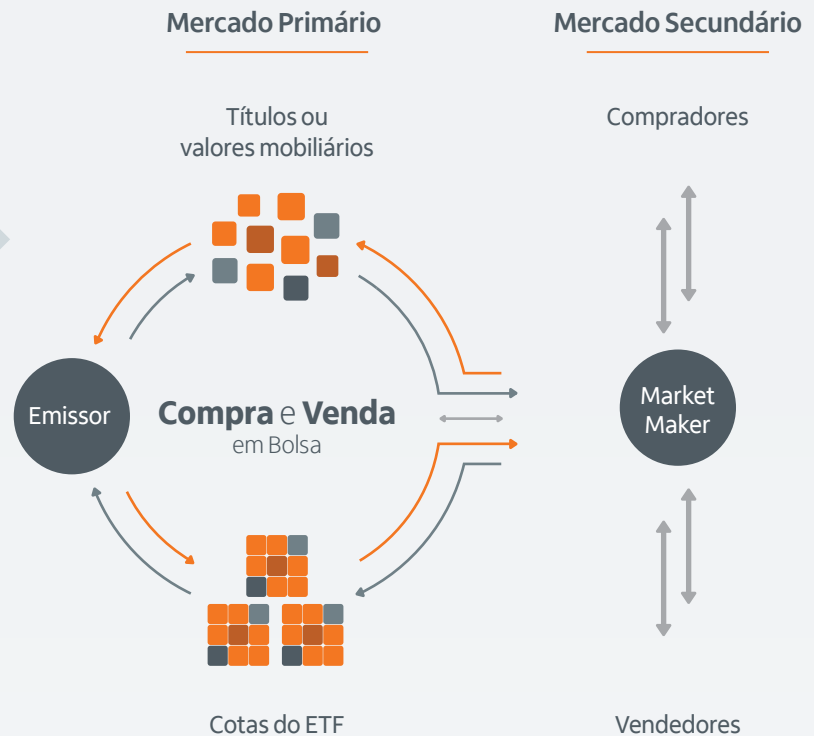 Mercado Primário
Mercado Secundário
Títulos ou
valores mobiliários
Compradores
Emissor
Compra e Venda
em Bolsa
Market
Maker
Cotas do ETF
Vendedores